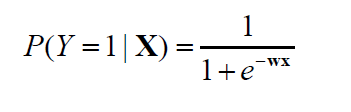 P(Y = 1 | X) = 1 / (1 + e^{-wx})